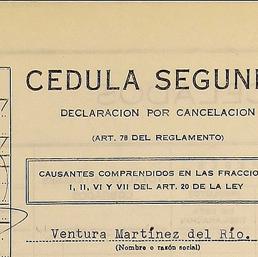 CEDULA SEGUND
DECLARACION POR CANCELACION
(ART. 78 DEL REGLAMENTO)
CAUSANTES COMPRENDIDOS EN LAS FRACCIO
I, II, VI Y VII DEL ART. 20 DE LA LEY
Ventura Martínez del Río.
(Nombre o razón social)